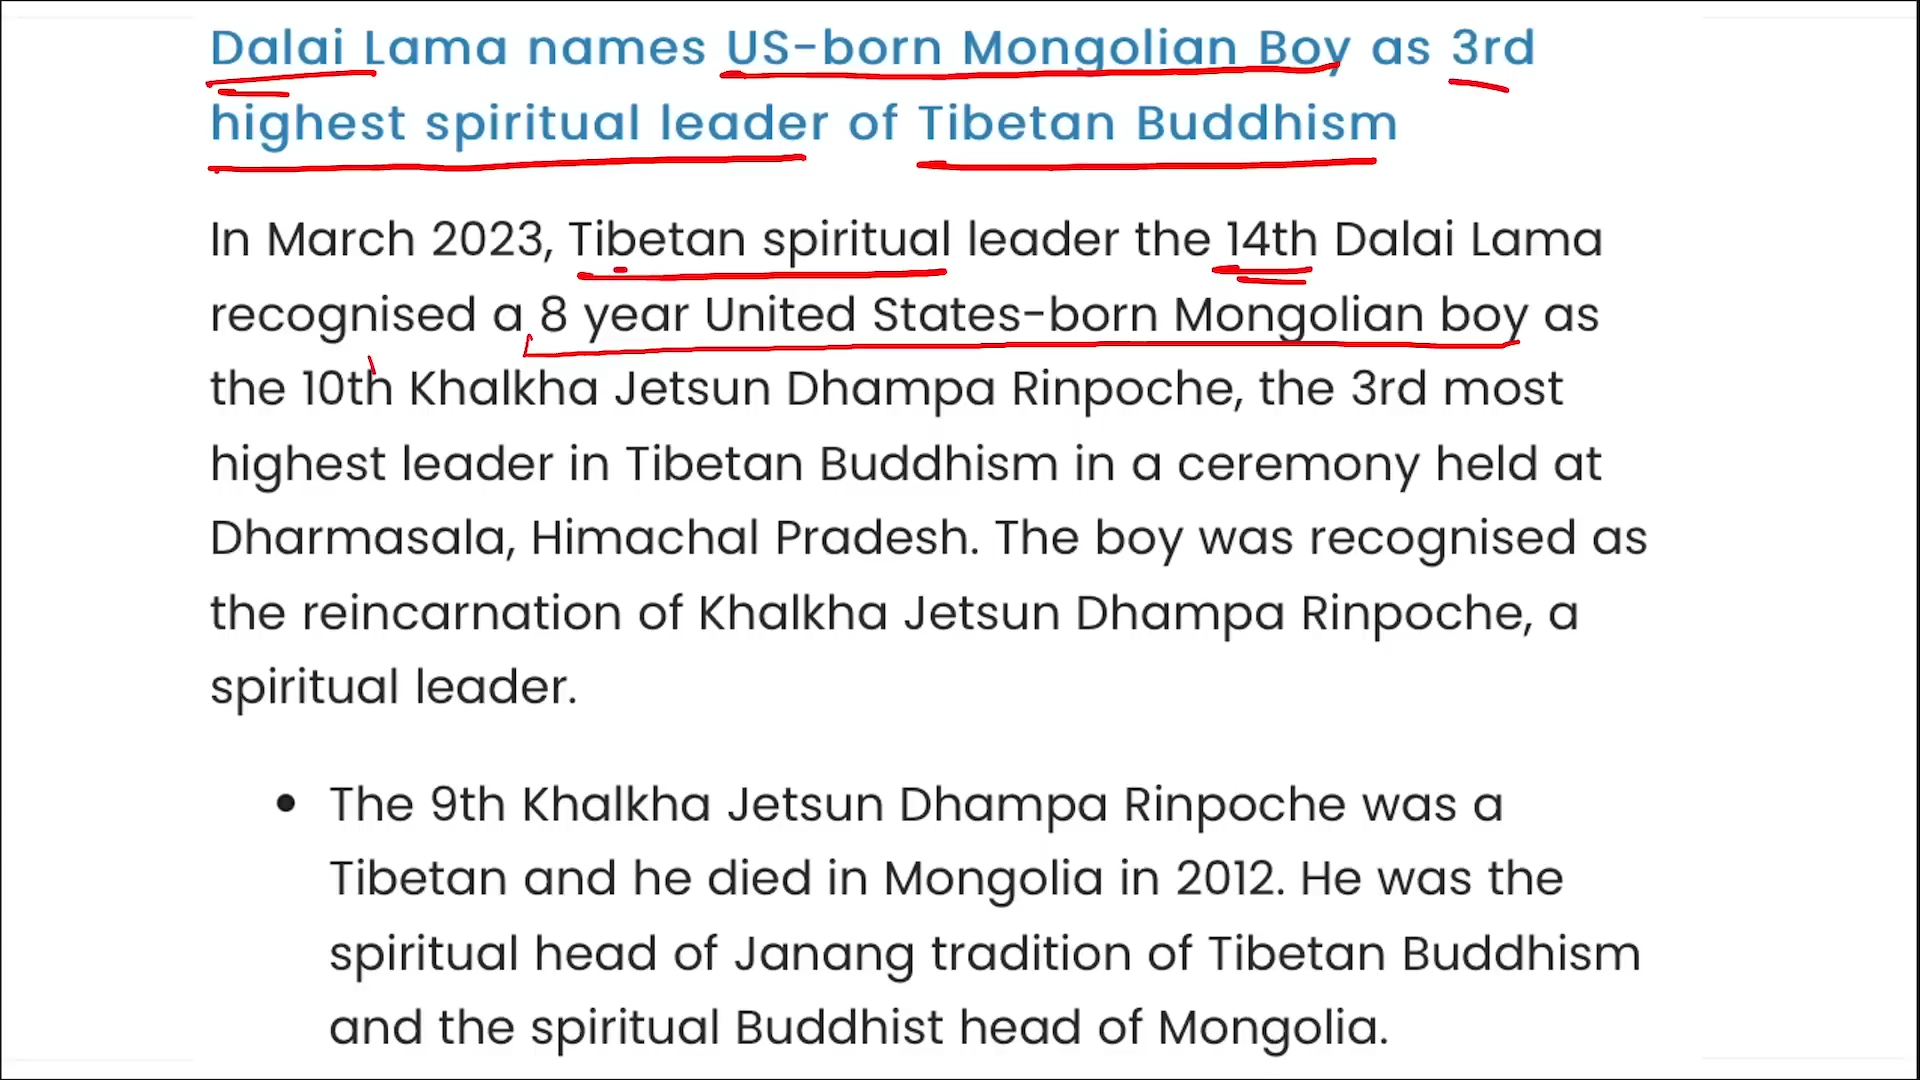 Dalai Lama names US-born Mongolian Boy as 3rd
highest spiritual leader of Tibetan Buddhism
In March 2023, Tibetan spiritual leader the 14th Dalai Lama
recognised a 8 year United States-born Mongolian boy as
the 10th Khalkha Jetsun Dhampa Rinpoche, the 3rd most
highest leader in Tibetan Buddhism in a ceremony held at
Dharmasala, Himachal Pradesh. The boy was recognised as
the reincarnation of Khalkha Jetsun Dhampa Rinpoche, a
spiritual leader.
• The 9th Khalkha Jetsun Dhampa Rinpoche was a
Tibetan and he died in Mongolia in 2012. He was the
spiritual head of Janang tradition of Tibetan Buddhism
and the spiritual Buddhist head of Mongolia.